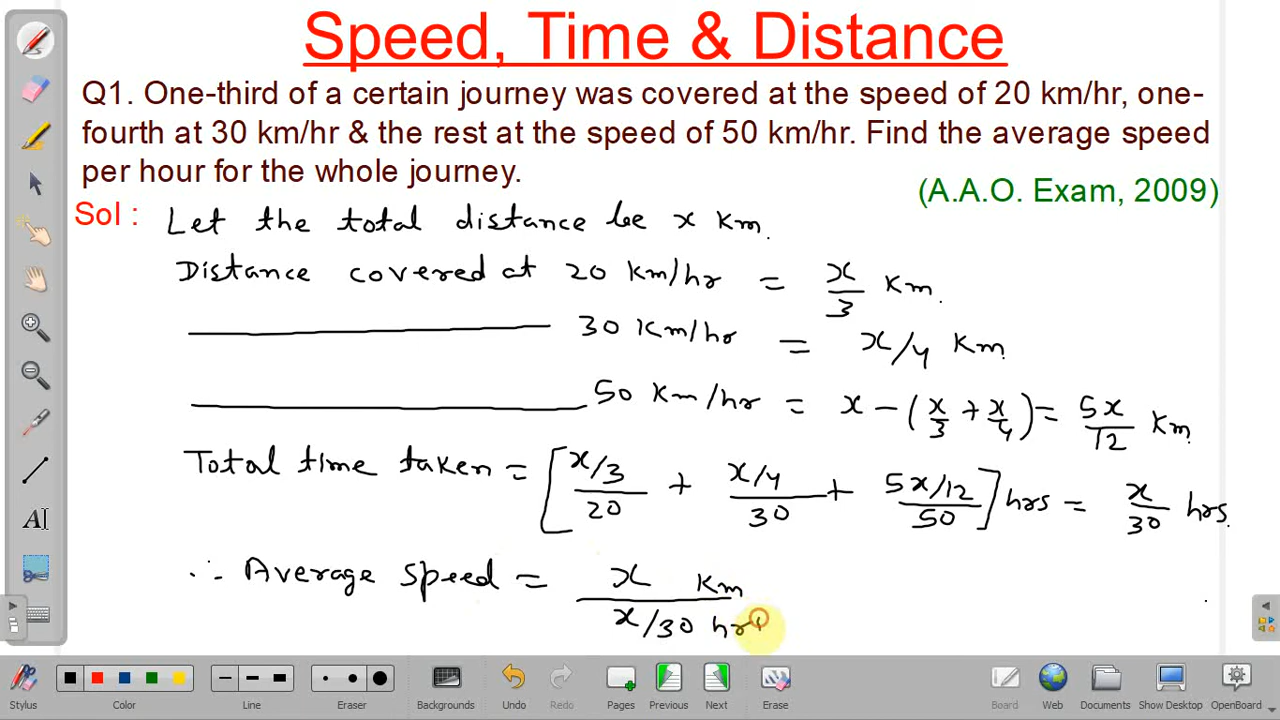 Speed, Time & Distance
Q1. One-third of a certain journey was covered at the speed of 20 km/hr, one-
fourth at 30 km/hr & the rest at the speed of 50 km/hr. Find the average speed
per hour for the whole journey.
(A.A.O. Exam, 2009)
Sol : Let the total distance be x Km.
Distance covered at 20 Km/hr = x/3 Km.
30 Km/hr = x/4 Km.
50 Km/hr = x - (x/3 + x/4) = 5x/12 Km.
Total time taken = [x/3/20 + x/4/30 + 5x/12/50] hrs = x/30 hrs.
∴ Average speed = x Km
x/30 hrs
Stylus Color Line Eraser Backgrounds Undo Redo Pages Previous Next Erase Board Web Documents Show Desktop OpenBoard